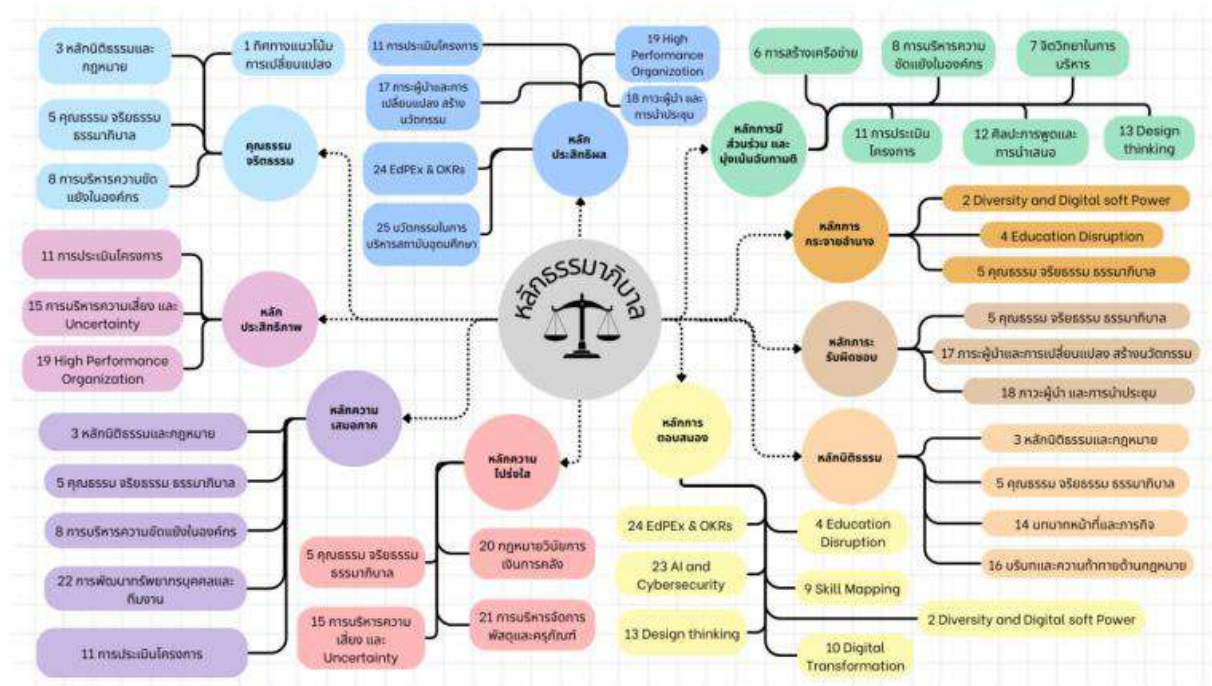 3 หลักนิติธรรมและ
กฎหมาย
1 ทิศทางแนวโน้ม
การเปลี่ยนแปลง
5 คุณธรรม จริยธรรม
ธรรมาภิบาล
8 การบริหารความขัด
แย้งในองค์กร
คุณธรรม
จริตธรรม
11 การประเมินโครงการ
19 High
Performance
Organization
17 ภาระผู้นำและการ
เปลี่ยนแปลง สร้าง
นวัตกรรม
18 ภาวะผู้นำ และ
การนำประชุม
24 EdPEx & OKRs
25 นวัตกรรมในการ
บริหารสถาบันอุดมศึกษา
หลัก
ประสิทธิผล
6 การสร้างเครือข่าย
8 การบริหารความ
ขัดแย้งในองค์กร
7 จิตวิทยาในการ
บริหาร
11 การประเมิน
โครงการ
12 ศิลปะการพูดและ
การนำเสนอ
13 Design
thinking
หลักการมี
ส่วนร่วม และ
มุ่งเน้นฉันทามติ
หลักการ
กระจายอำนาจ
2 Diversity and Digital soft Power
4 Education Disruption
5 คุณธรรม จริยธรรม ธรรมาภิบาล
หลักธรรมาภิบาล
11 การประเมินโครงการ
15 การบริหารความเสี่ยง และ
Uncertainty
19 High Performance
Organization
หลัก
ประสิทธิภาพ
หลักภาระ
รับผิดชอบ
5 คุณธรรม จริยธรรม ธรรมาภิบาล
17 ภาระผู้นำและการเปลี่ยนแปลง สร้างนวัตกรรม
18 ภาวะผู้นำ และการนำประชุม
หลักความ
เสมอภาค
3 หลักนิติธรรมและกฎหมาย
5 คุณธรรม จริยธรรม ธรรมาภิบาล
8 การบริหารความขัดแย้งในองค์กร
22 การพัฒนาทรัพยากรบุคคลและ
ทีมงาน
11 การประเมินโครงการ
หลักความ
โปร่งใส
5 คุณธรรม จริยธรรม
ธรรมาภิบาล
20 กฎหมายวินัยการ
เงินการคลัง
15 การบริหารความ
เสี่ยง และ
Uncertainty
21 การบริหารจัดการ
พัสดุและครุภัณฑ์
หลักการ
ตอบสนอง
24 EdPEx & OKRs
4 Education
Disruption
23 AI and
Cybersecurity
9 Skill Mapping
13 Design thinking
2 Diversity and Digital soft Power
10 Digital
Transformation
หลักนิติธรรม
3 หลักนิติธรรมและกฎหมาย
5 คุณธรรม จริยธรรม ธรรมาภิบาล
14 บทบาทหน้าที่และภารกิจ
16 บริบทและความท้าทายด้านกฎหมาย